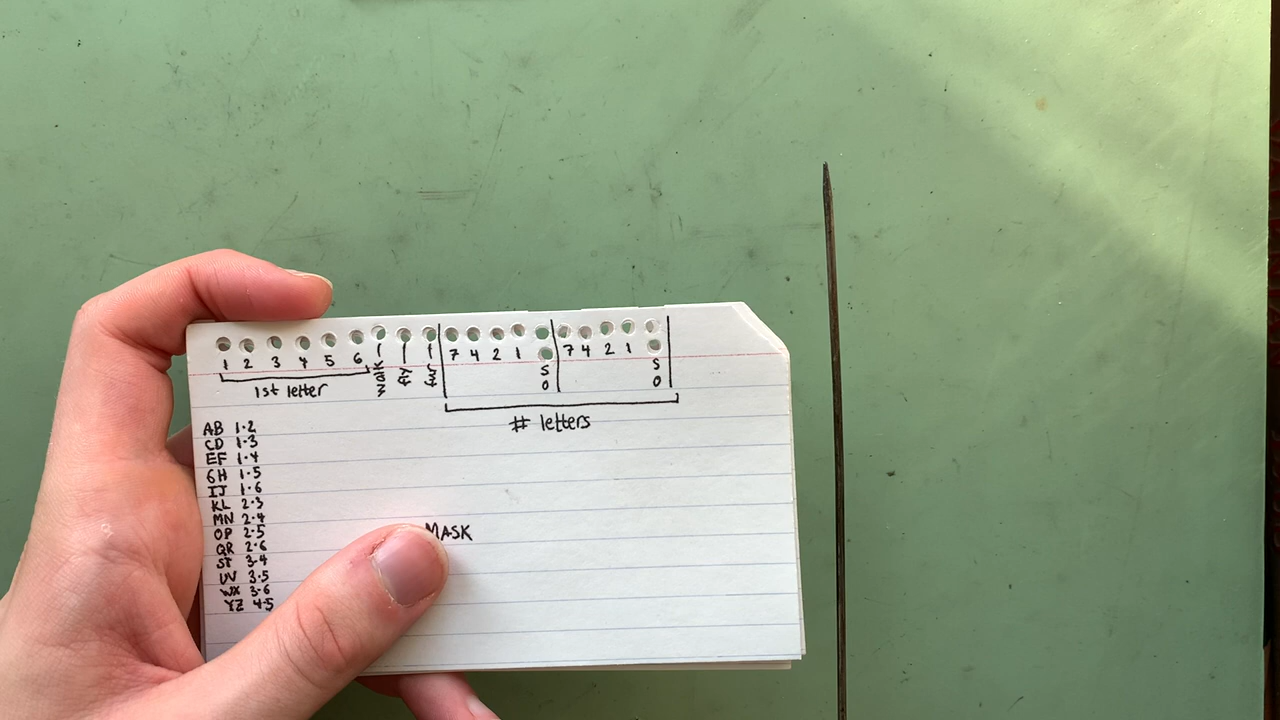 1 2 3 4 5 6 walk fly fur 7 4 2 1 S O 7 4 2 1 S O
1st letter
# letters
AB 1-2
CD 1-3
EF 1-4
GH 1-5
IJ 1-6
KL 2-3
MN 2-4
OP 2-5
QR 2-6
ST 3-4
UV 3-5
WX 3-6
YZ 4-5
MASK